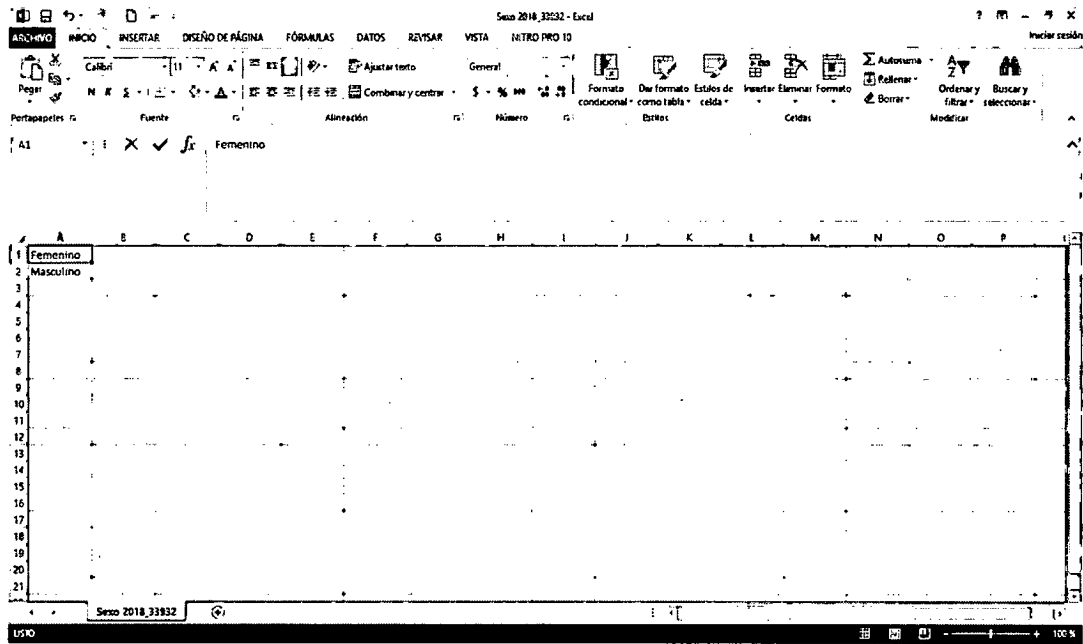 Sexo 2018_33932 - Excel
ARCHIVO INICIO INSERTAR DISEÑO DE PÁGINA FÓRMULAS DATOS REVISAR VISTA NITRO PRO 10 Iniciar sesión
Calibri 11 Ajustar texto General Autosuma
Pegar Formato Dar formato Estilos de Insertar Eliminar Formato Rellenar Ordenar y Buscar y
N K S Combinar y centrar $ % condicional como tabla celda Borrar filtrar seleccionar
Portapapeles Fuente Alineación Número Estilos Celdas Modificar
A1 fx Femenino
A B C D E F G H I J K L M N O P
1 Femenino
2 Masculino
3
4
5
6
7
8
9
10
11
12
13
14
15
16
17
18
19
20
21
Sexo 2018_33932
LISTO 100 %